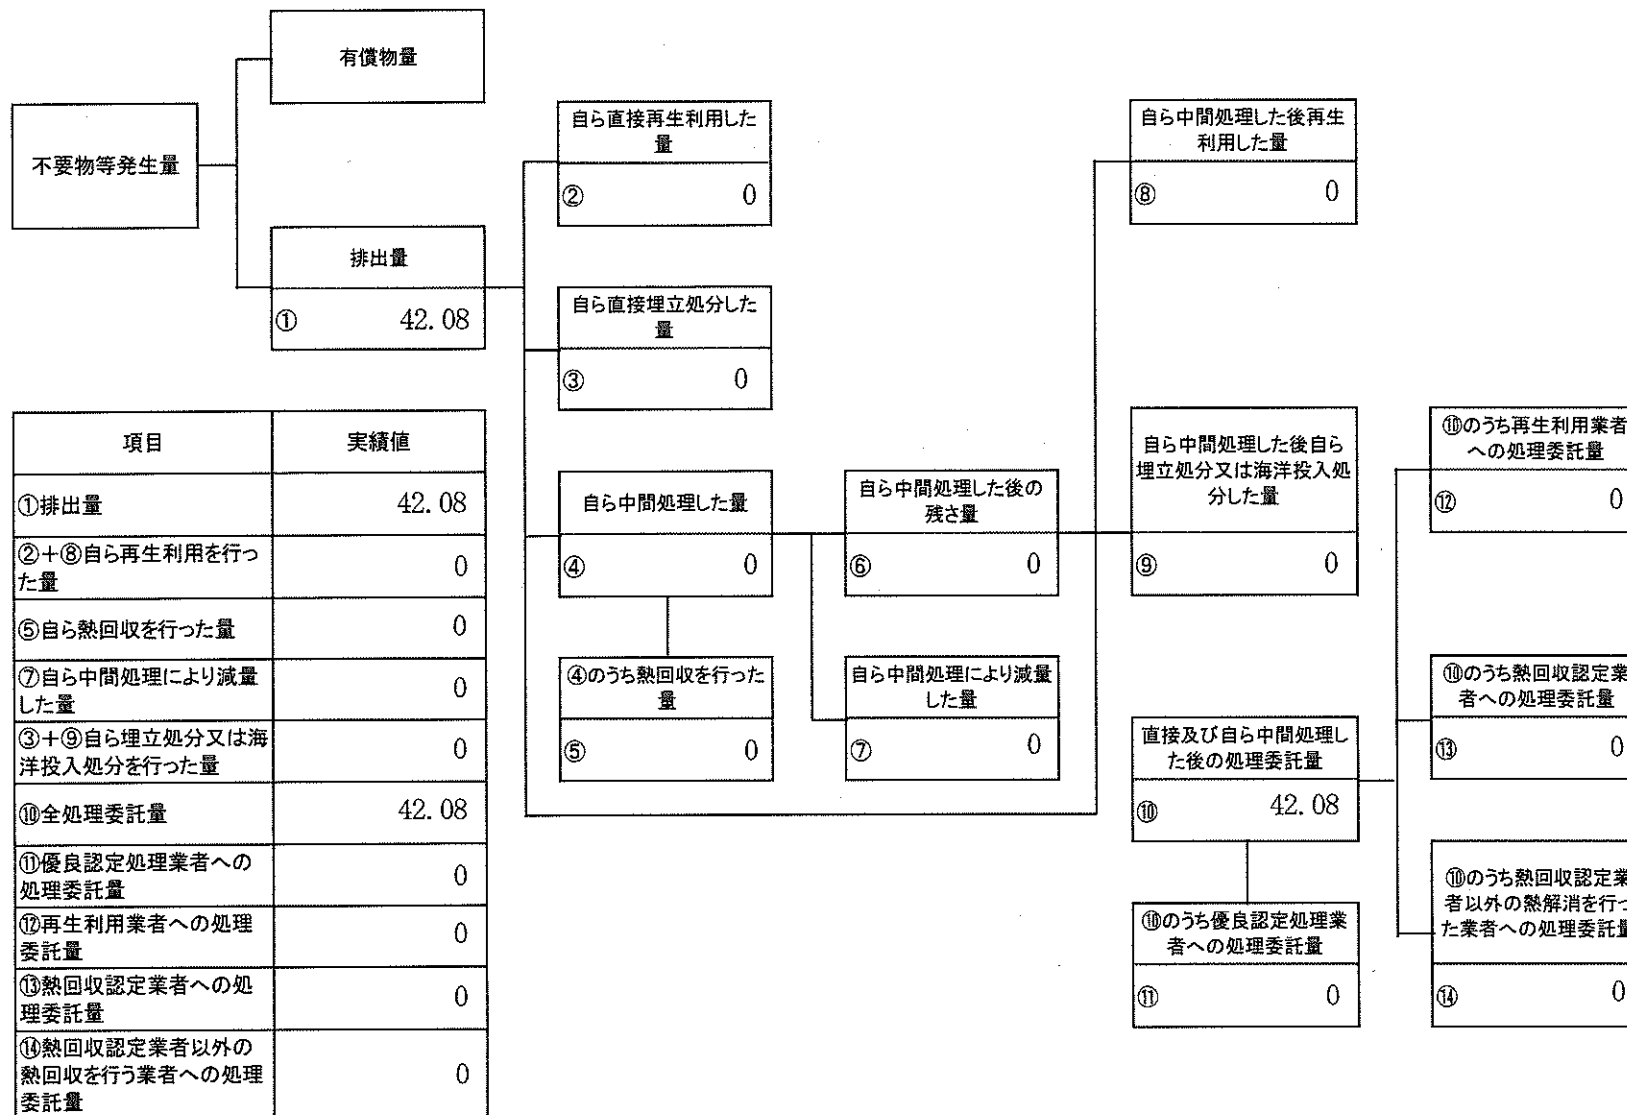 有償物量
不要物等発生量
排出量
① 42.08
自ら直接再生利用した
量
② 0
自ら直接埋立処分した
量
③ 0
自ら中間処理した量
④ 0
④のうち熱回収を行った
量
⑤ 0
自ら中間処理した後の
残さ量
⑥ 0
自ら中間処理により減量
した量
⑦ 0
自ら中間処理した後再生
利用した量
⑧ 0
自ら中間処理した後自ら
埋立処分又は海洋投入処
分した量
⑨ 0
直接及び自ら中間処理し
た後の処理委託量
⑩ 42.08
⑩のうち優良認定処理業
者への処理委託量
⑪ 0
⑩のうち再生利用業者
への処理委託量
⑫ 0
⑩のうち熱回収認定業
者への処理委託量
⑬ 0
⑩のうち熱回収認定業
者以外の熱解消を行っ
た業者への処理委託量
⑭ 0
項目 実績値
①排出量 42.08
②+⑧自ら再生利用を行っ
た量 0
⑤自ら熱回収を行った量 0
⑦自ら中間処理により減量
した量 0
③+⑨自ら埋立処分又は海
洋投入処分を行った量 0
⑩全処理委託量 42.08
⑪優良認定処理業者への
処理委託量 0
⑫再生利用業者への処理
委託量 0
⑬熱回収認定業者への処
理委託量 0
⑭熱回収認定業者以外の
熱回収を行う業者への処理
委託量 0